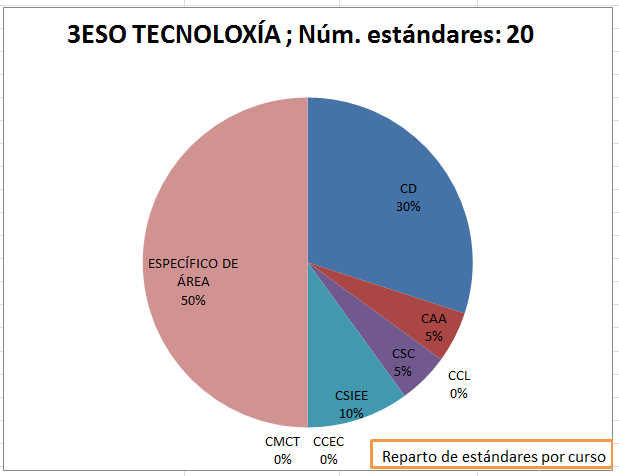 3ESO TECNOLOXÍA ; Núm. estándares: 20
CD
30%
CAA
5%
CCL
0%
CSC
5%
CSIEE
10%
CCEC
0%
CMCT
0%
ESPECÍFICO DE
ÁREA
50%
Reparto de estándares por curso